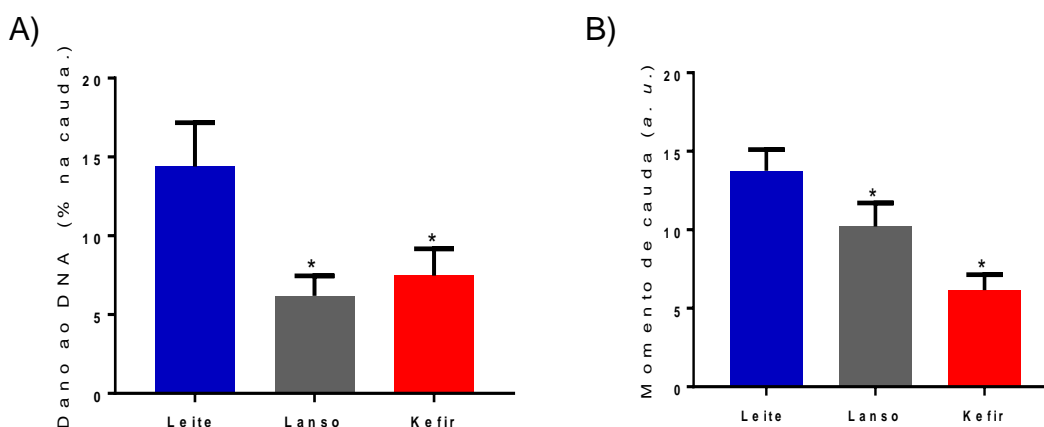 A)
Dano ao DNA (% na cauda.)
20
15
10
5
0
*
*
Leite Lanso Kefir
B)
Momento de cauda (a. u.)
20
15
10
5
0
*
*
Leite Lanso Kefir